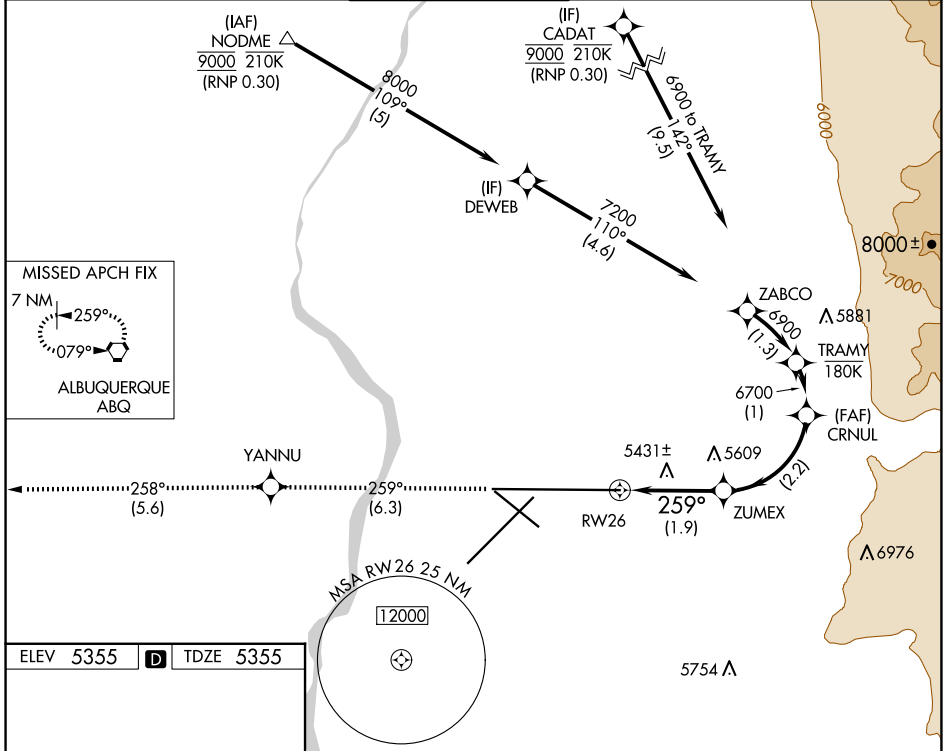 (IAF)
NODME
9000 210K
(RNP 0.30)
(IF)
CADAT
9000 210K
(RNP 0.30)
8000
109°
(5)
6900 to TRAMY
142°
(9.5)
6000
(IF)
DEWEB
7200
110°
(4.6)
8000±
7000
MISSED APCH FIX
7 NM
259°
079°
ALBUQUERQUE
ABQ
ZABCO
6900
(1.3)
5881
TRAMY
180K
6700
(1)
(FAF)
CRNUL
(2.2)
5431±
5609
YANNU
258°
(5.6)
259°
(6.3)
RW26
259°
(1.9)
ZUMEX
6976
MSA RW 26 25 NM
12000
5754
ELEV 5355 D TDZE 5355